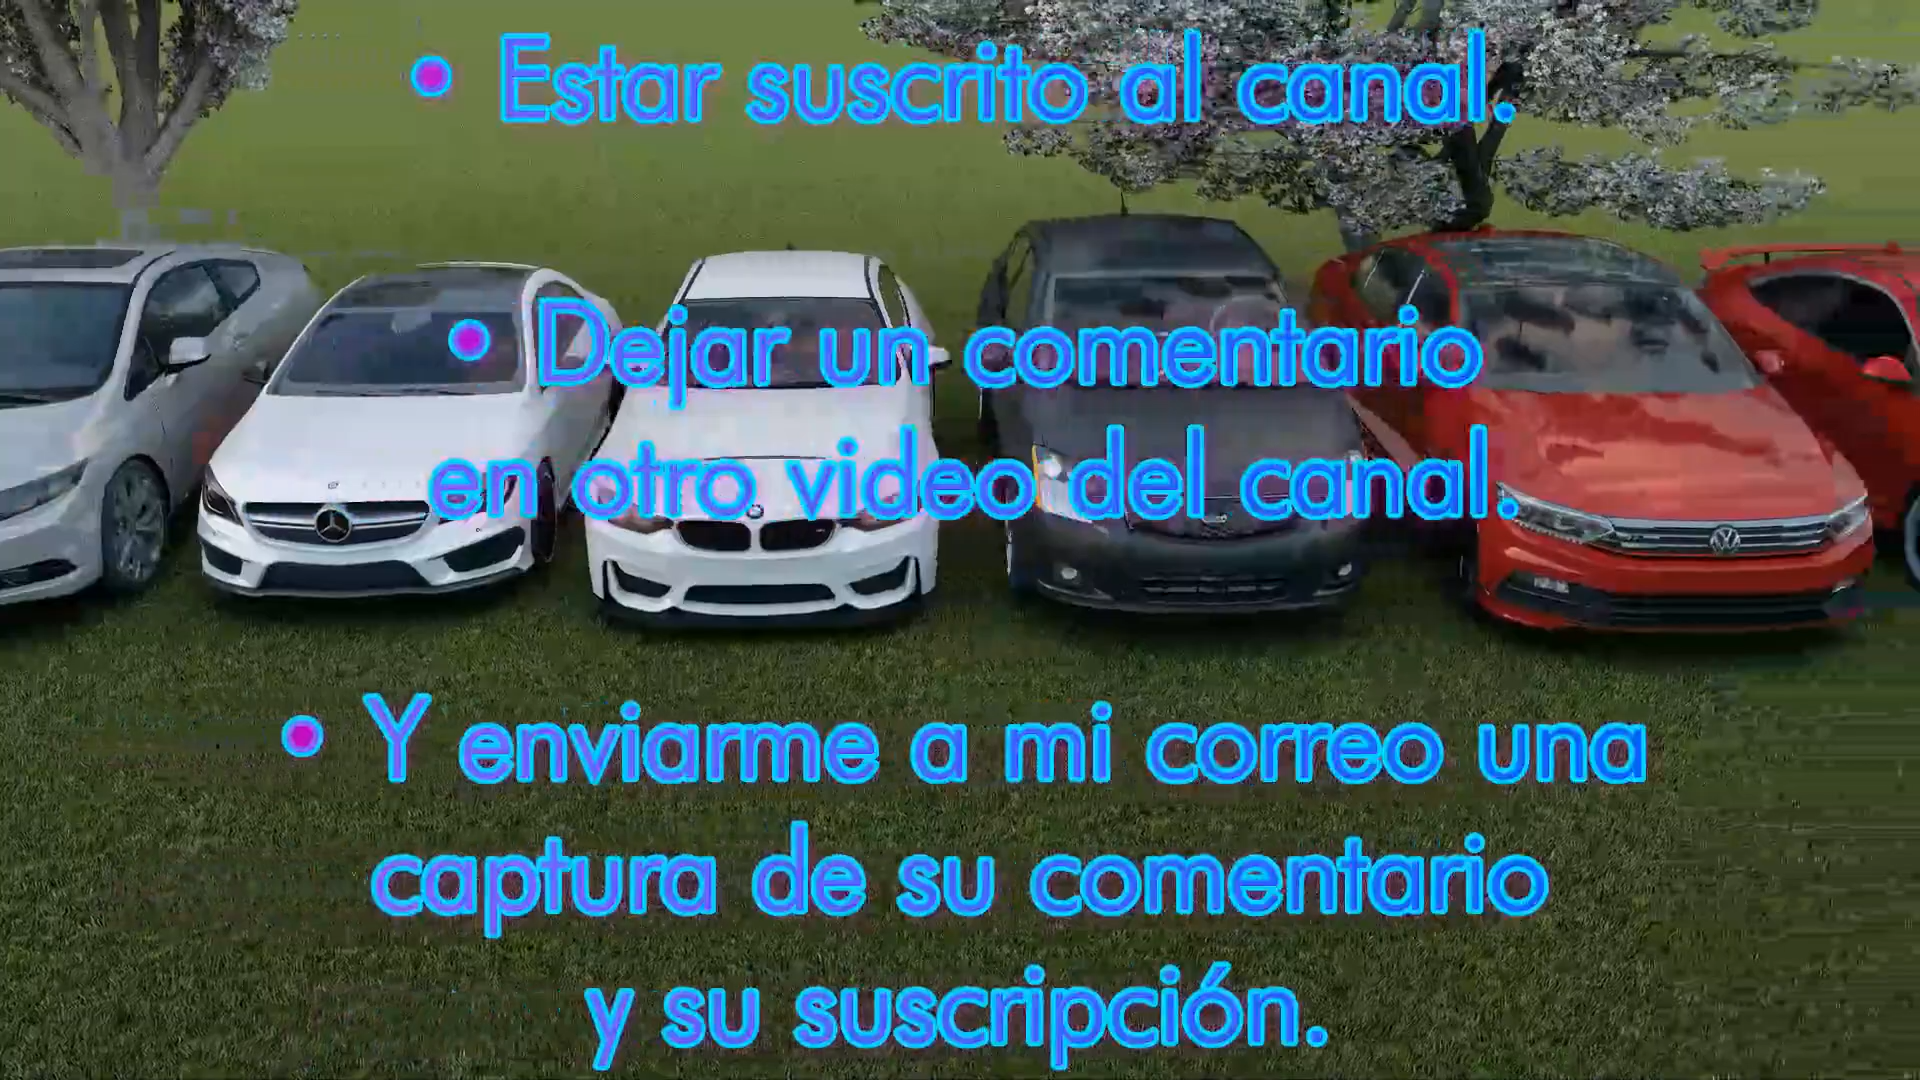 • Estar suscrito al canal.
• Dejar un comentario
en otro video del canal.
• Y enviarme a mi correo una
captura de su comentario
y su suscripción.